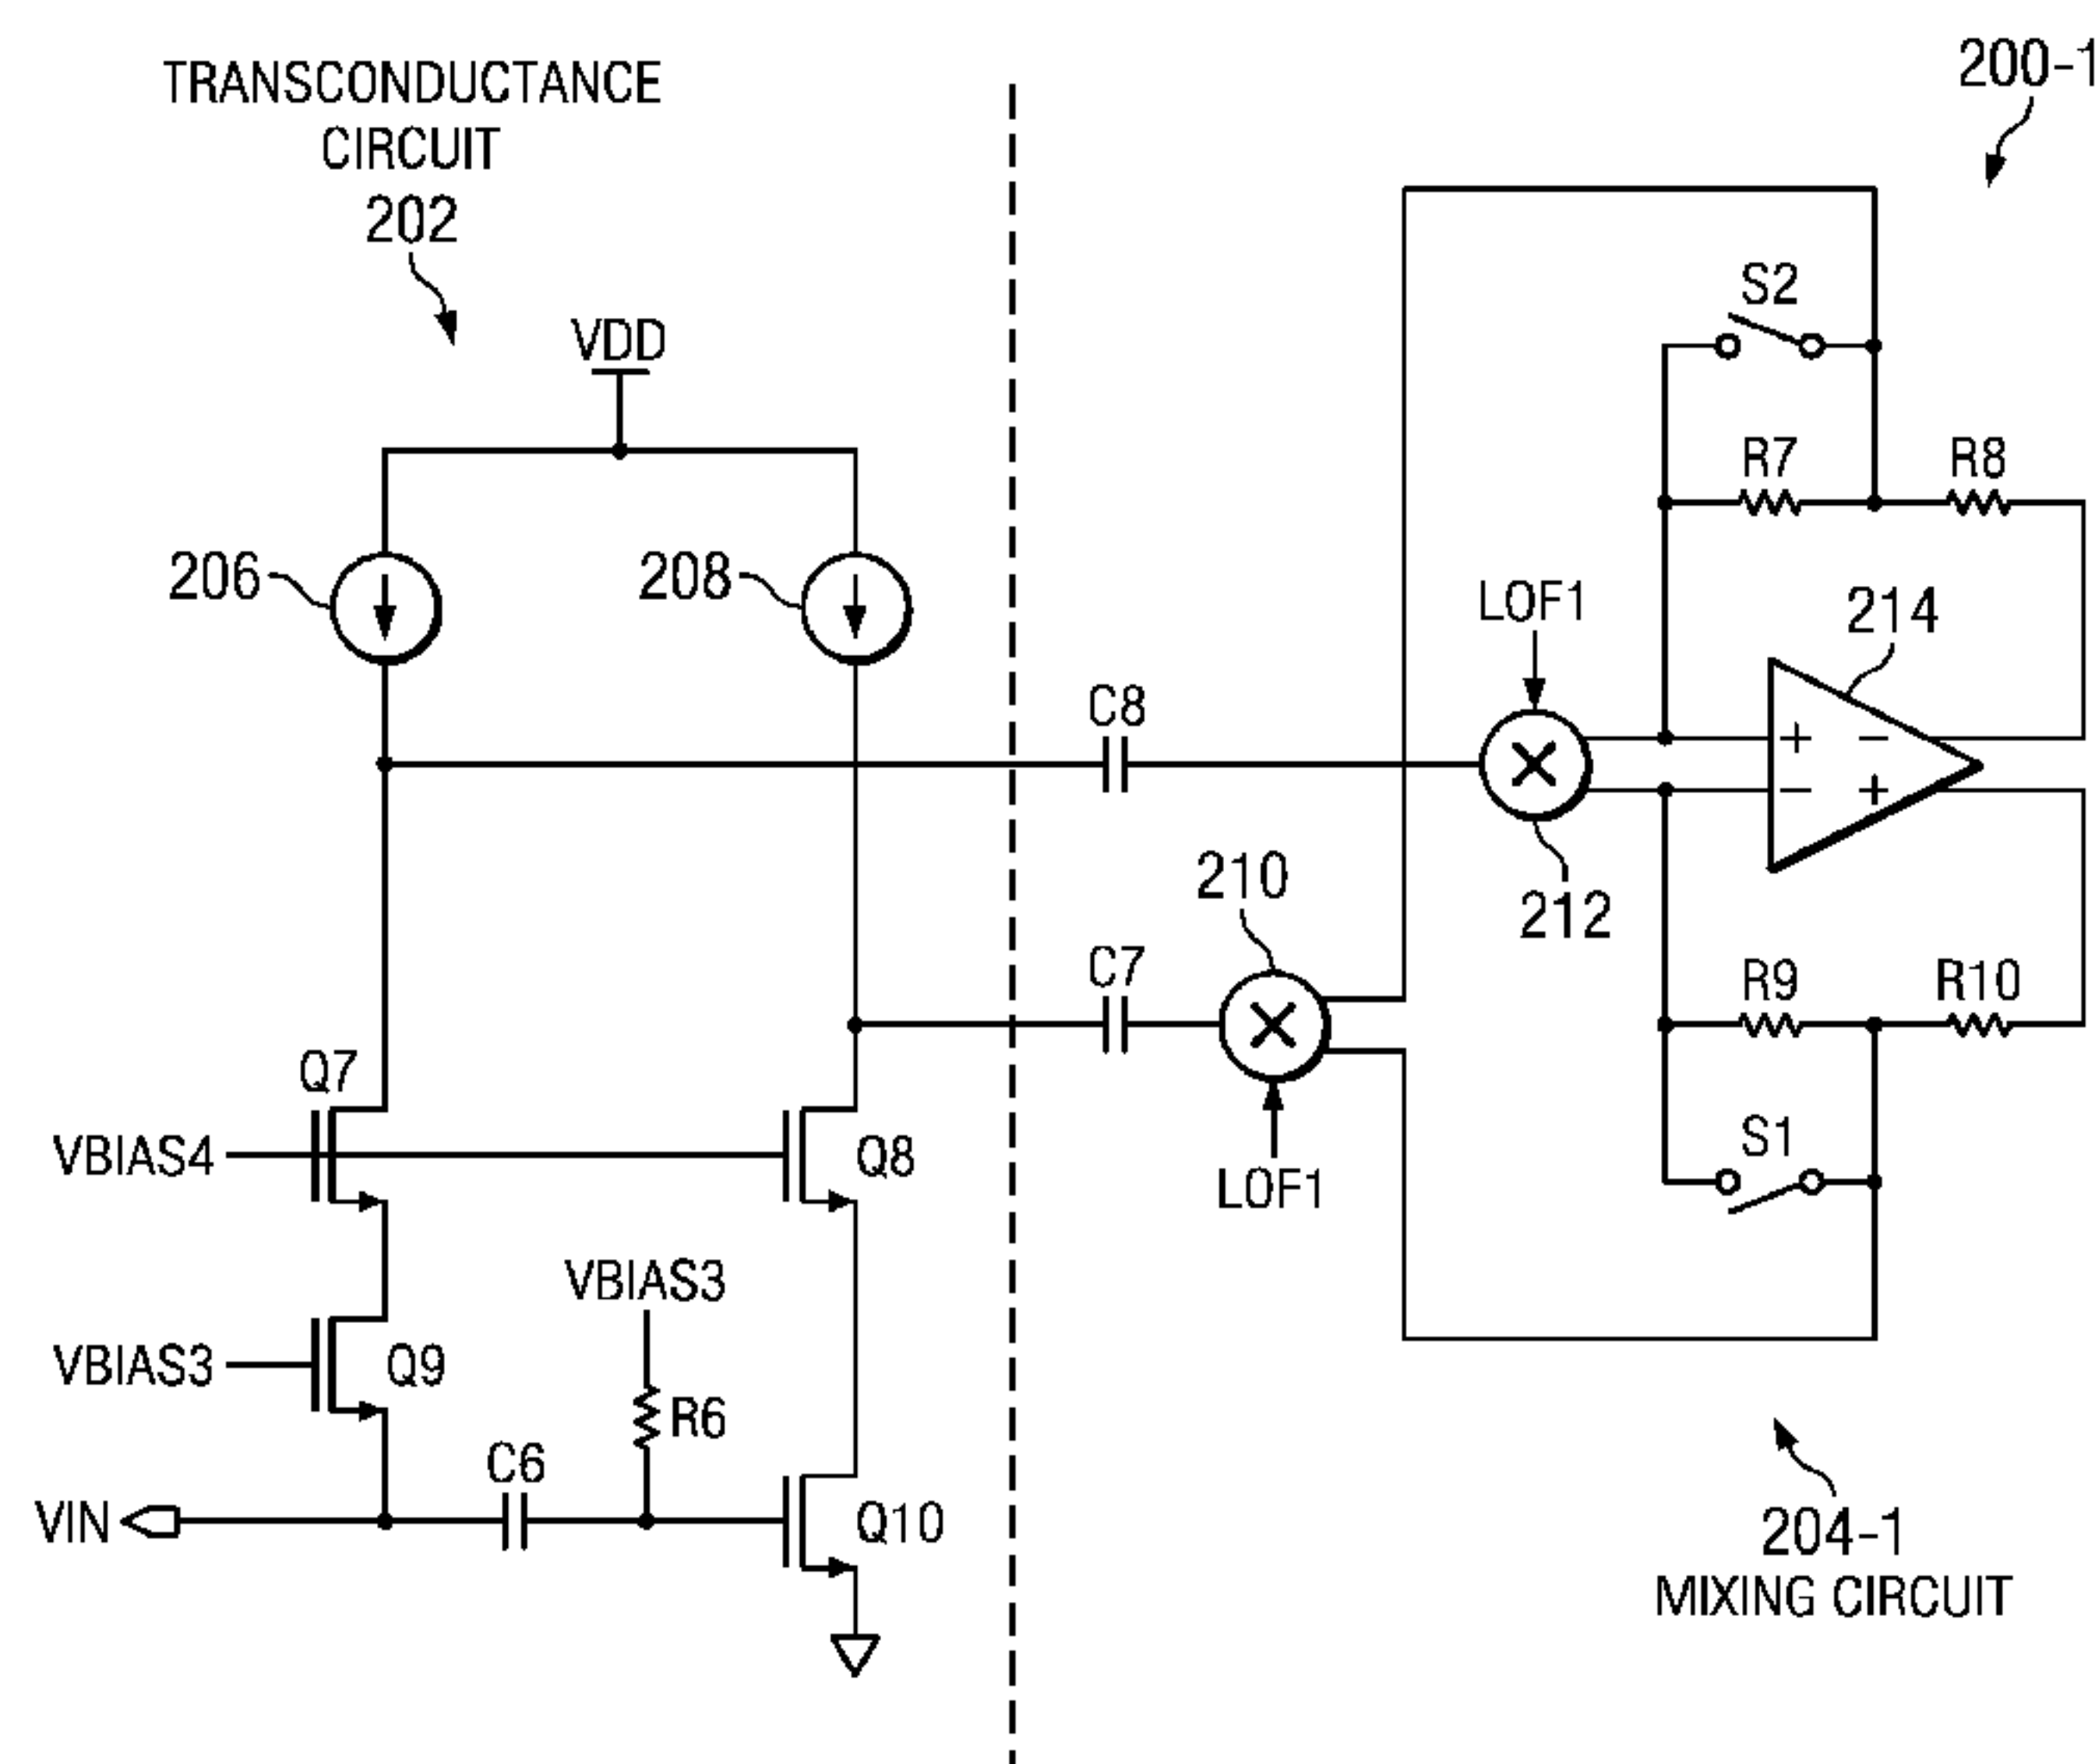 TRANSCONDUCTANCE
CIRCUIT
202
200-1
VDD
S2
R7
R8
206
208
LOF1
214
C8
+
−
−
+
210
212
C7
R9
R10
LOF1
S1
Q7
VBIAS4
Q8
VBIAS3
VBIAS3
Q9
R6
C6
VIN
Q10
204-1
MIXING CIRCUIT